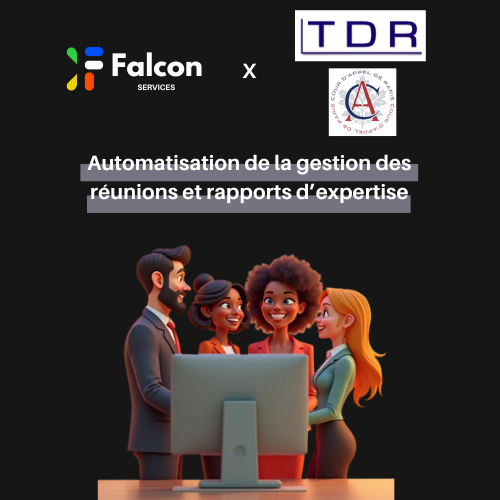 Falcon
SERVICES
x
TDR
COUR D'APPEL DE PARIS COUR D'APPEL DE PARIS
CA
Automatisation de la gestion des
réunions et rapports d’expertise